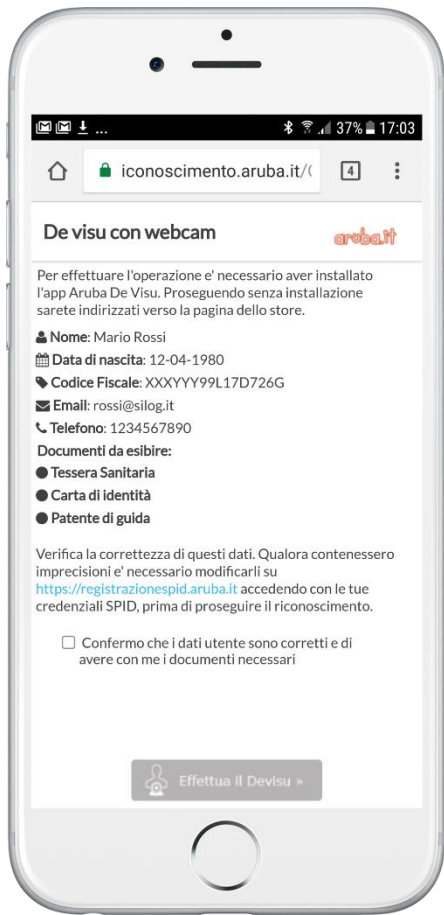 ... 37% 17:03
iconoscimento.aruba.it/(
4
De visu con webcam
aruba.it
Per effettuare l'operazione e' necessario aver installato
l'app Aruba De Visu. Proseguendo senza installazione
sarete indirizzati verso la pagina dello store.
Nome: Mario Rossi
Data di nascita: 12-04-1980
Codice Fiscale: XXXYYY99L17D726G
Email: rossi@silog.it
Telefono: 1234567890
Documenti da esibire:
Tessera Sanitaria
Carta di identità
Patente di guida
Verifica la correttezza di questi dati. Qualora contenessero
imprecisioni e' necessario modificarli su
https://registrazionespid.aruba.it accedendo con le tue
credenziali SPID, prima di proseguire il riconoscimento.
Confermo che i dati utente sono corretti e di
avere con me i documenti necessari
Effettua il Devisu »